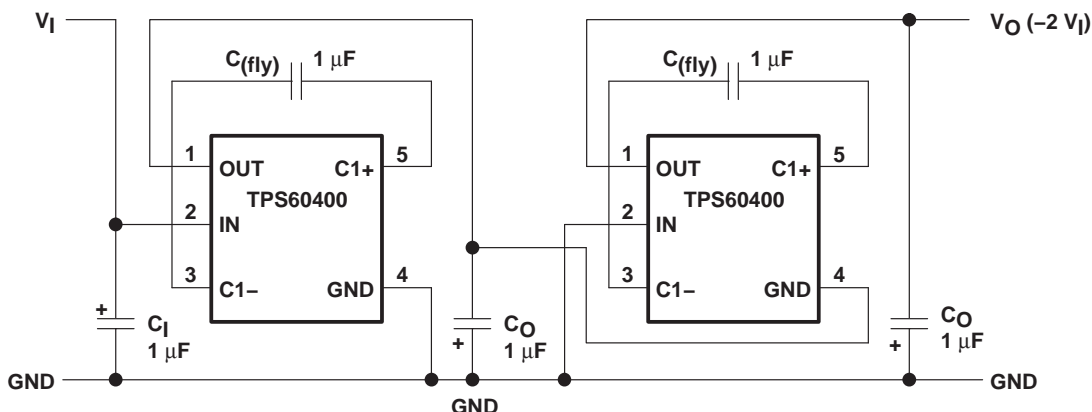 VI
VO (−2 VI)
C(fly) 1 µF
C(fly) 1 µF
1
OUT
C1+
5
TPS60400
2
IN
3
C1−
GND
4
1
OUT
C1+
5
TPS60400
2
IN
3
C1−
GND
4
+
CI
1 µF
+
CO
1 µF
+
CO
1 µF
GND
GND
GND